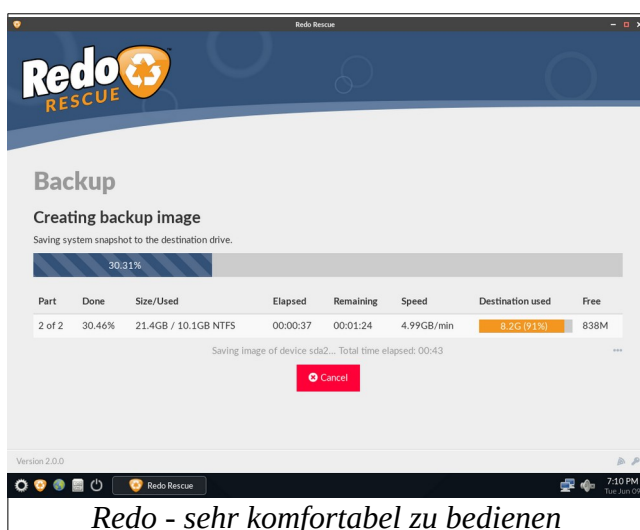 Redo Rescue
Redo
RESCUE
Backup
Creating backup image
Saving system snapshot to the destination drive.
30.31%
Part Done Size/Used Elapsed Remaining Speed Destination used Free
2 of 2 30.46% 21.4GB / 10.1GB NTFS 00:00:37 00:01:24 4.99GB/min 8.2G (91%) 838M
Saving image of device sda2... Total time elapsed: 00:43
Cancel
Version 2.0.0
Redo Rescue
7:10 PM
Tue Jun 09
Redo - sehr komfortabel zu bedienen